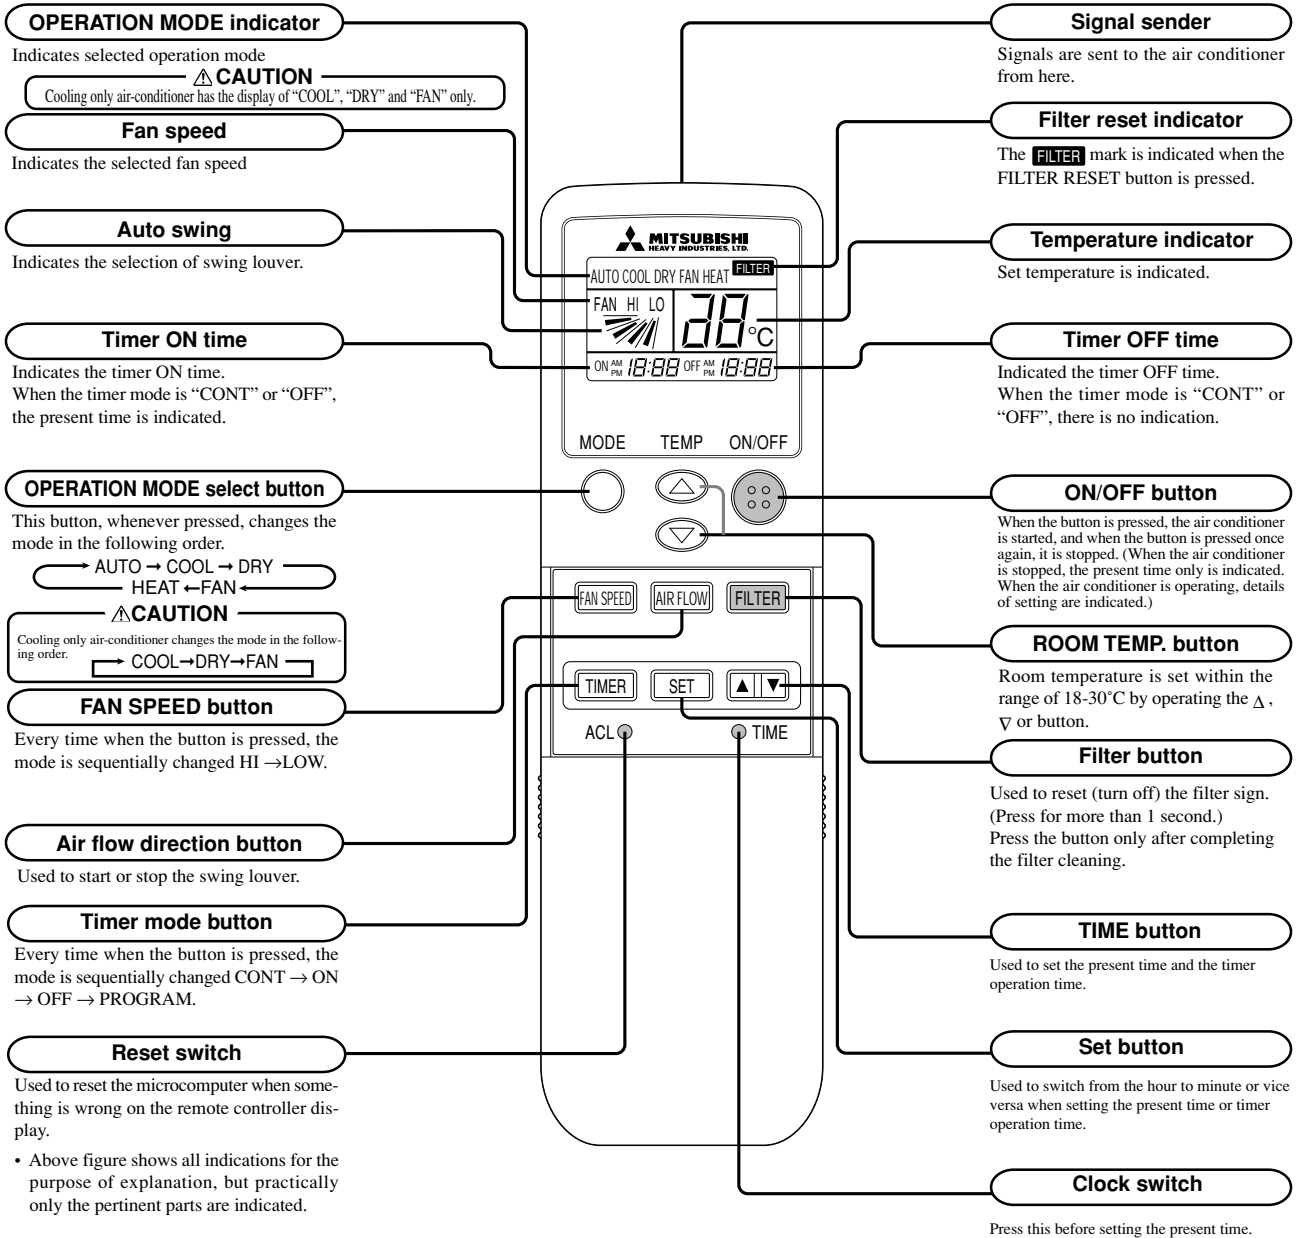 OPERATION MODE indicator
Indicates selected operation mode
⚠ CAUTION
Cooling only air-conditioner has the display of “COOL”, “DRY” and “FAN” only.
Fan speed
Indicates the selected fan speed
Auto swing
Indicates the selection of swing louver.
Timer ON time
Indicates the timer ON time.
When the timer mode is “CONT” or “OFF”,
the present time is indicated.
OPERATION MODE select button
This button, whenever pressed, changes the
mode in the following order.
AUTO → COOL → DRY
HEAT ←FAN
⚠CAUTION
Cooling only air-conditioner changes the mode in the follow-
ing order.
COOL→DRY→FAN
FAN SPEED button
Every time when the button is pressed, the
mode is sequentially changed HI →LOW.
Air flow direction button
Used to start or stop the swing louver.
Timer mode button
Every time when the button is pressed, the
mode is sequentially changed CONT → ON
→ OFF → PROGRAM.
Reset switch
Used to reset the microcomputer when some-
thing is wrong on the remote controller dis-
play.
• Above figure shows all indications for the
purpose of explanation, but practically
only the pertinent parts are indicated.
MITSUBISHI
HEAVY INDUSTRIES, LTD.
AUTO COOL DRY FAN HEAT FILTER
FAN HI LO
28 °C
ON AM PM 18:88 OFF AM PM 18:88
MODE TEMP ON/OFF
FAN SPEED AIR FLOW FILTER
TIMER SET ▲ ▼
ACL TIME
Signal sender
Signals are sent to the air conditioner
from here.
Filter reset indicator
The FILTER mark is indicated when the
FILTER RESET button is pressed.
Temperature indicator
Set temperature is indicated.
Timer OFF time
Indicated the timer OFF time.
When the timer mode is “CONT” or
“OFF”, there is no indication.
ON/OFF button
When the button is pressed, the air conditioner
is started, and when the button is pressed once
again, it is stopped. (When the air conditioner
is stopped, the present time only is indicated.
When the air conditioner is operating, details
of setting are indicated.)
ROOM TEMP. button
Room temperature is set within the
range of 18-30˚C by operating the △ ,
▽ or button.
Filter button
Used to reset (turn off) the filter sign.
(Press for more than 1 second.)
Press the button only after completing
the filter cleaning.
TIME button
Used to set the present time and the timer
operation time.
Set button
Used to switch from the hour to minute or vice
versa when setting the present time or timer
operation time.
Clock switch
Press this before setting the present time.